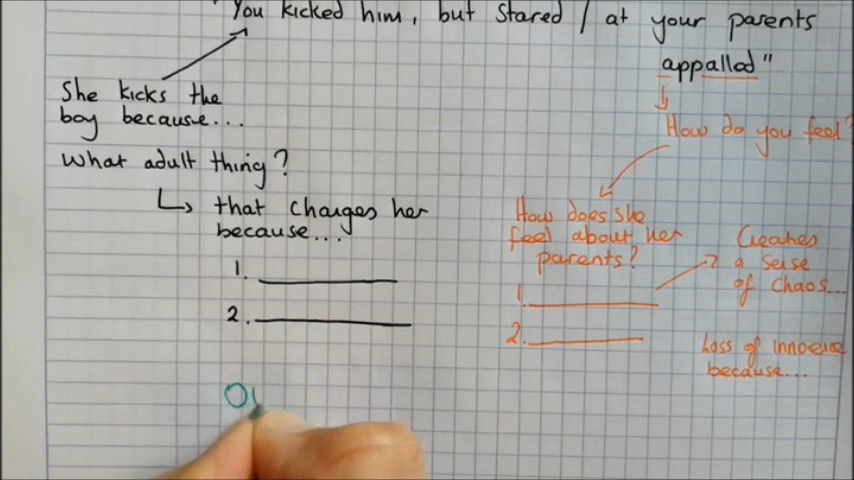 "You kicked him, but stared / at your parents
appalled"
She kicks the
boy because...
What adult thing?
that changes her
because...
1.
2.
How do you feel?
How does she
feel about her
parents?
1.
2.
Creates
a sense
of chaos...
Loss of innocence
because...